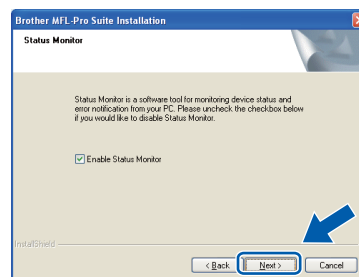 Brother MFL-Pro Suite Installation
Status Monitor
Status Monitor is a software tool for monitoring device status and
error notification from your PC. Please uncheck the checkbox below
if you would like to disable Status Monitor.
Enable Status Monitor
InstallShield
< Back
Next >
Cancel